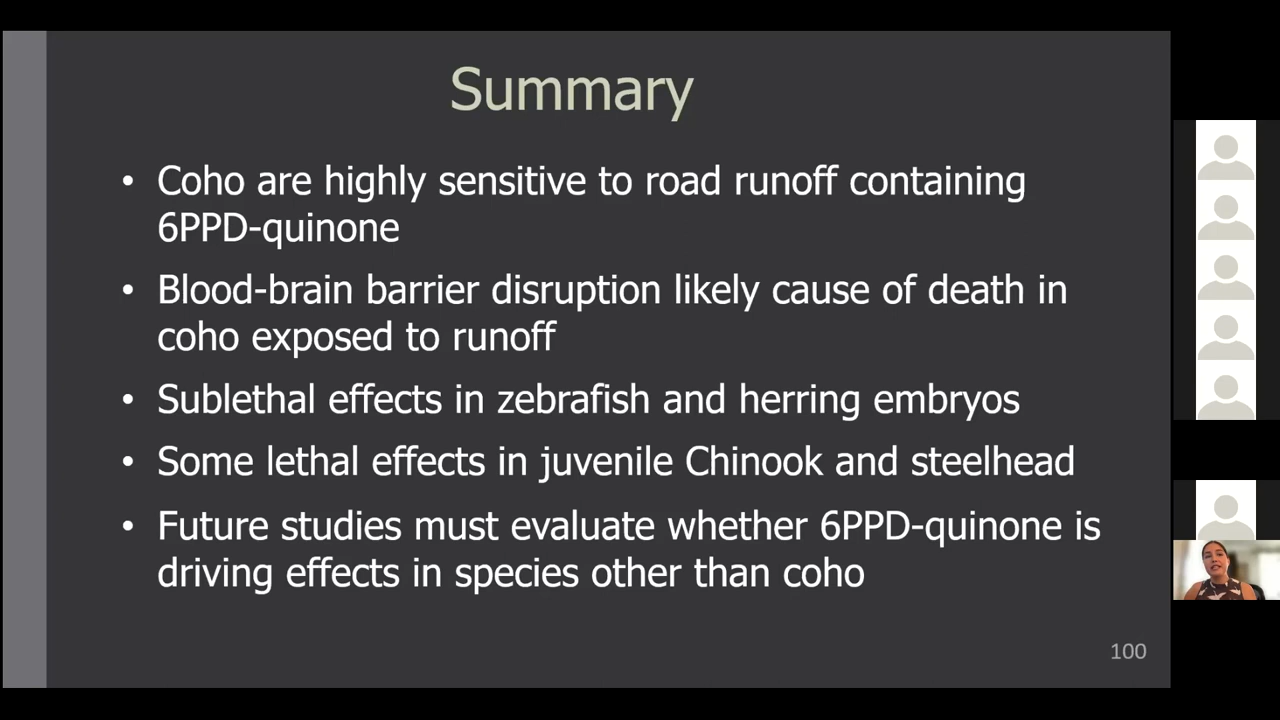 Summary
• Coho are highly sensitive to road runoff containing
6PPD-quinone
• Blood-brain barrier disruption likely cause of death in
coho exposed to runoff
• Sublethal effects in zebrafish and herring embryos
• Some lethal effects in juvenile Chinook and steelhead
• Future studies must evaluate whether 6PPD-quinone is
driving effects in species other than coho
100